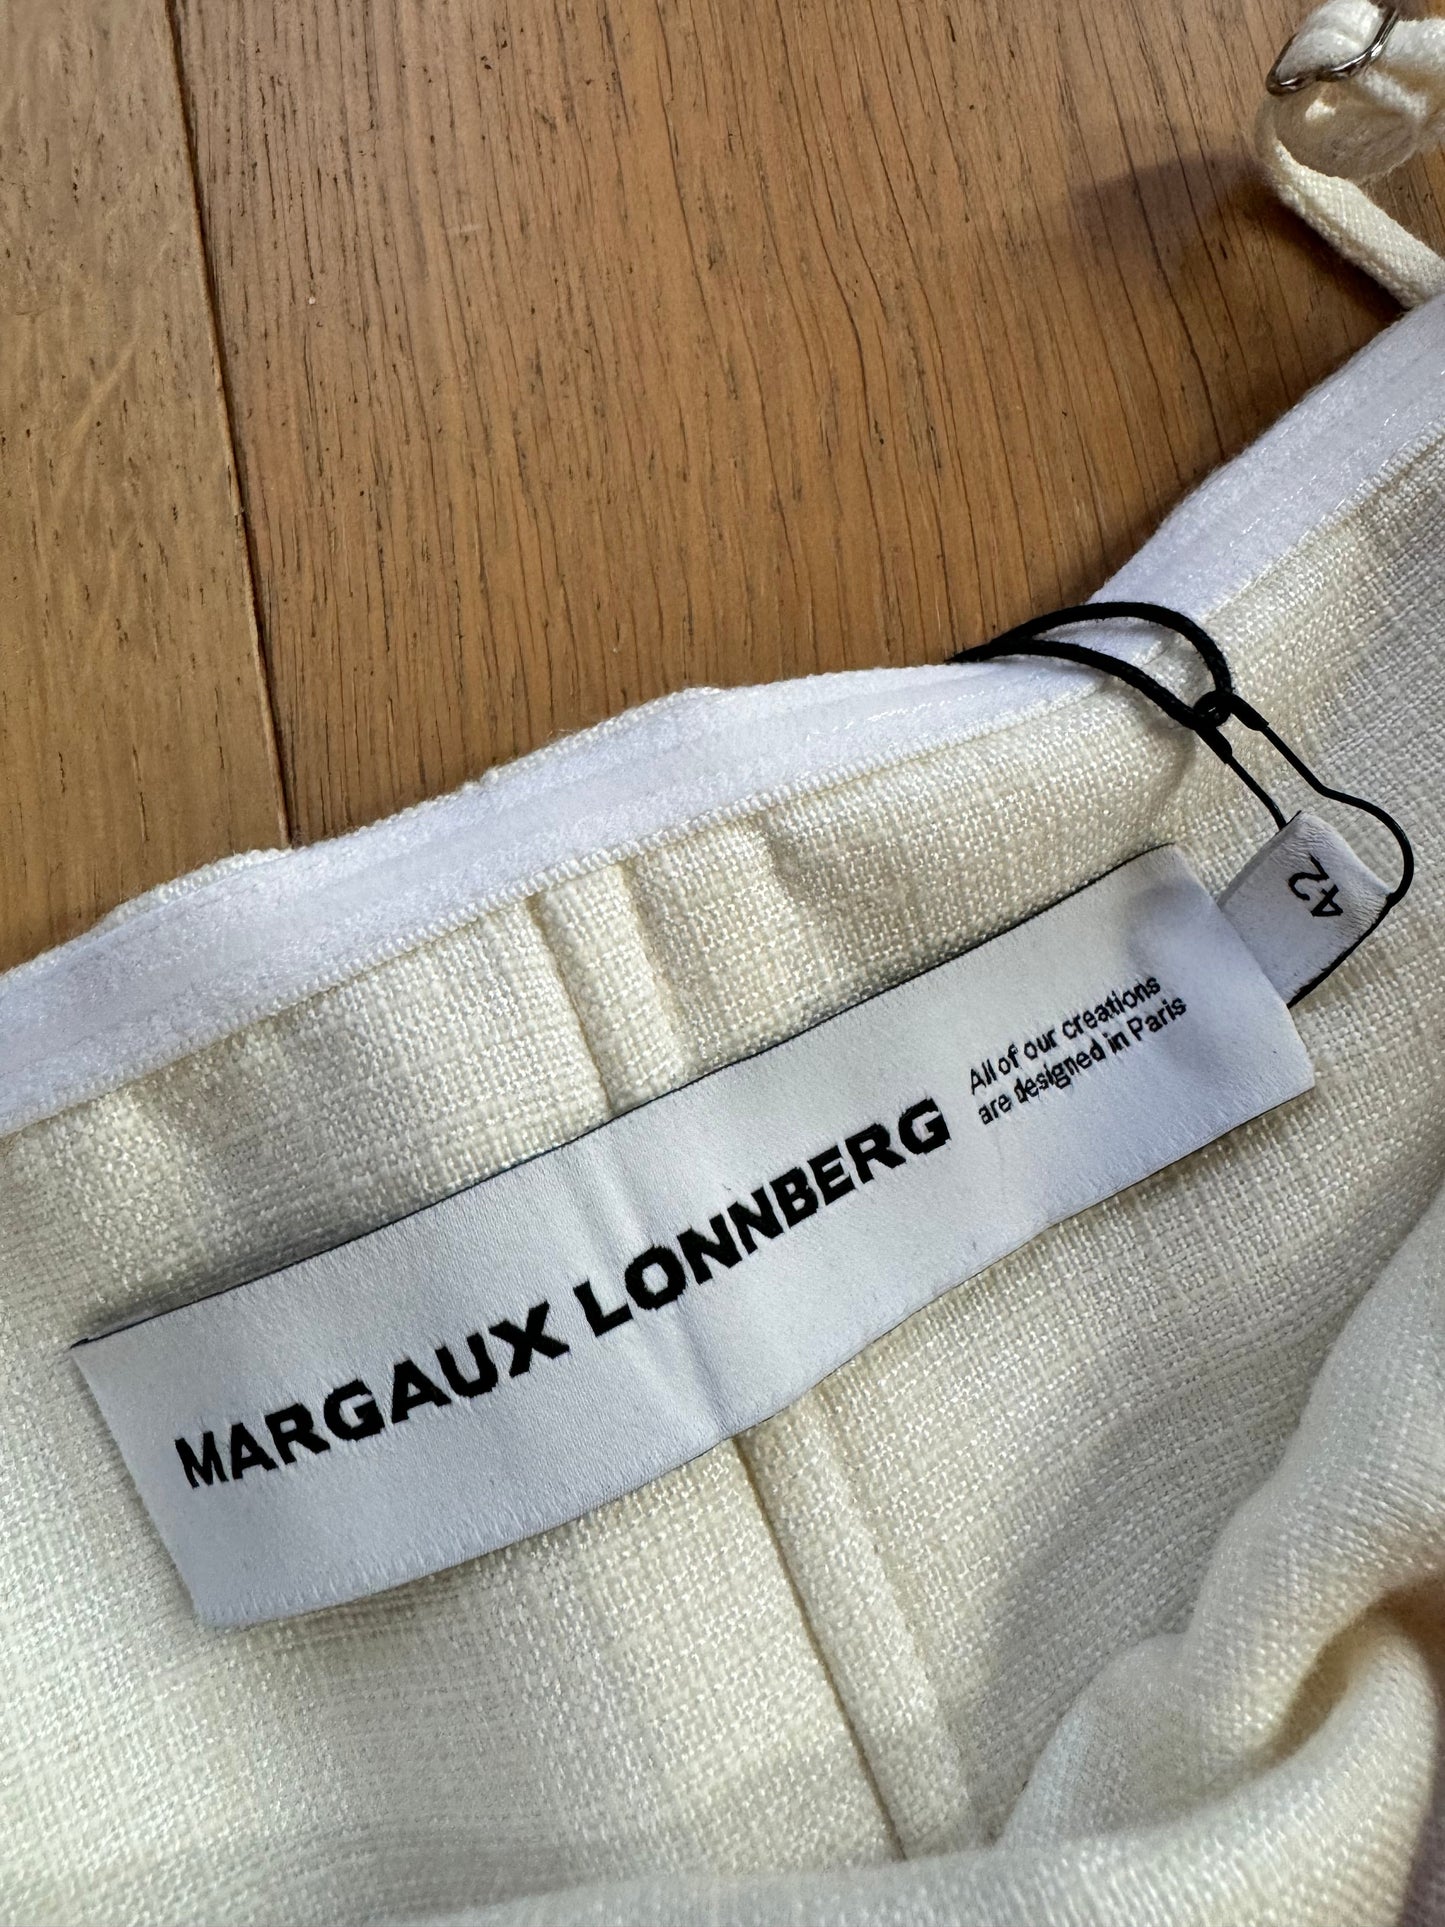 MARGAUX LONNBERG
All of our creations
are designed in Paris
42